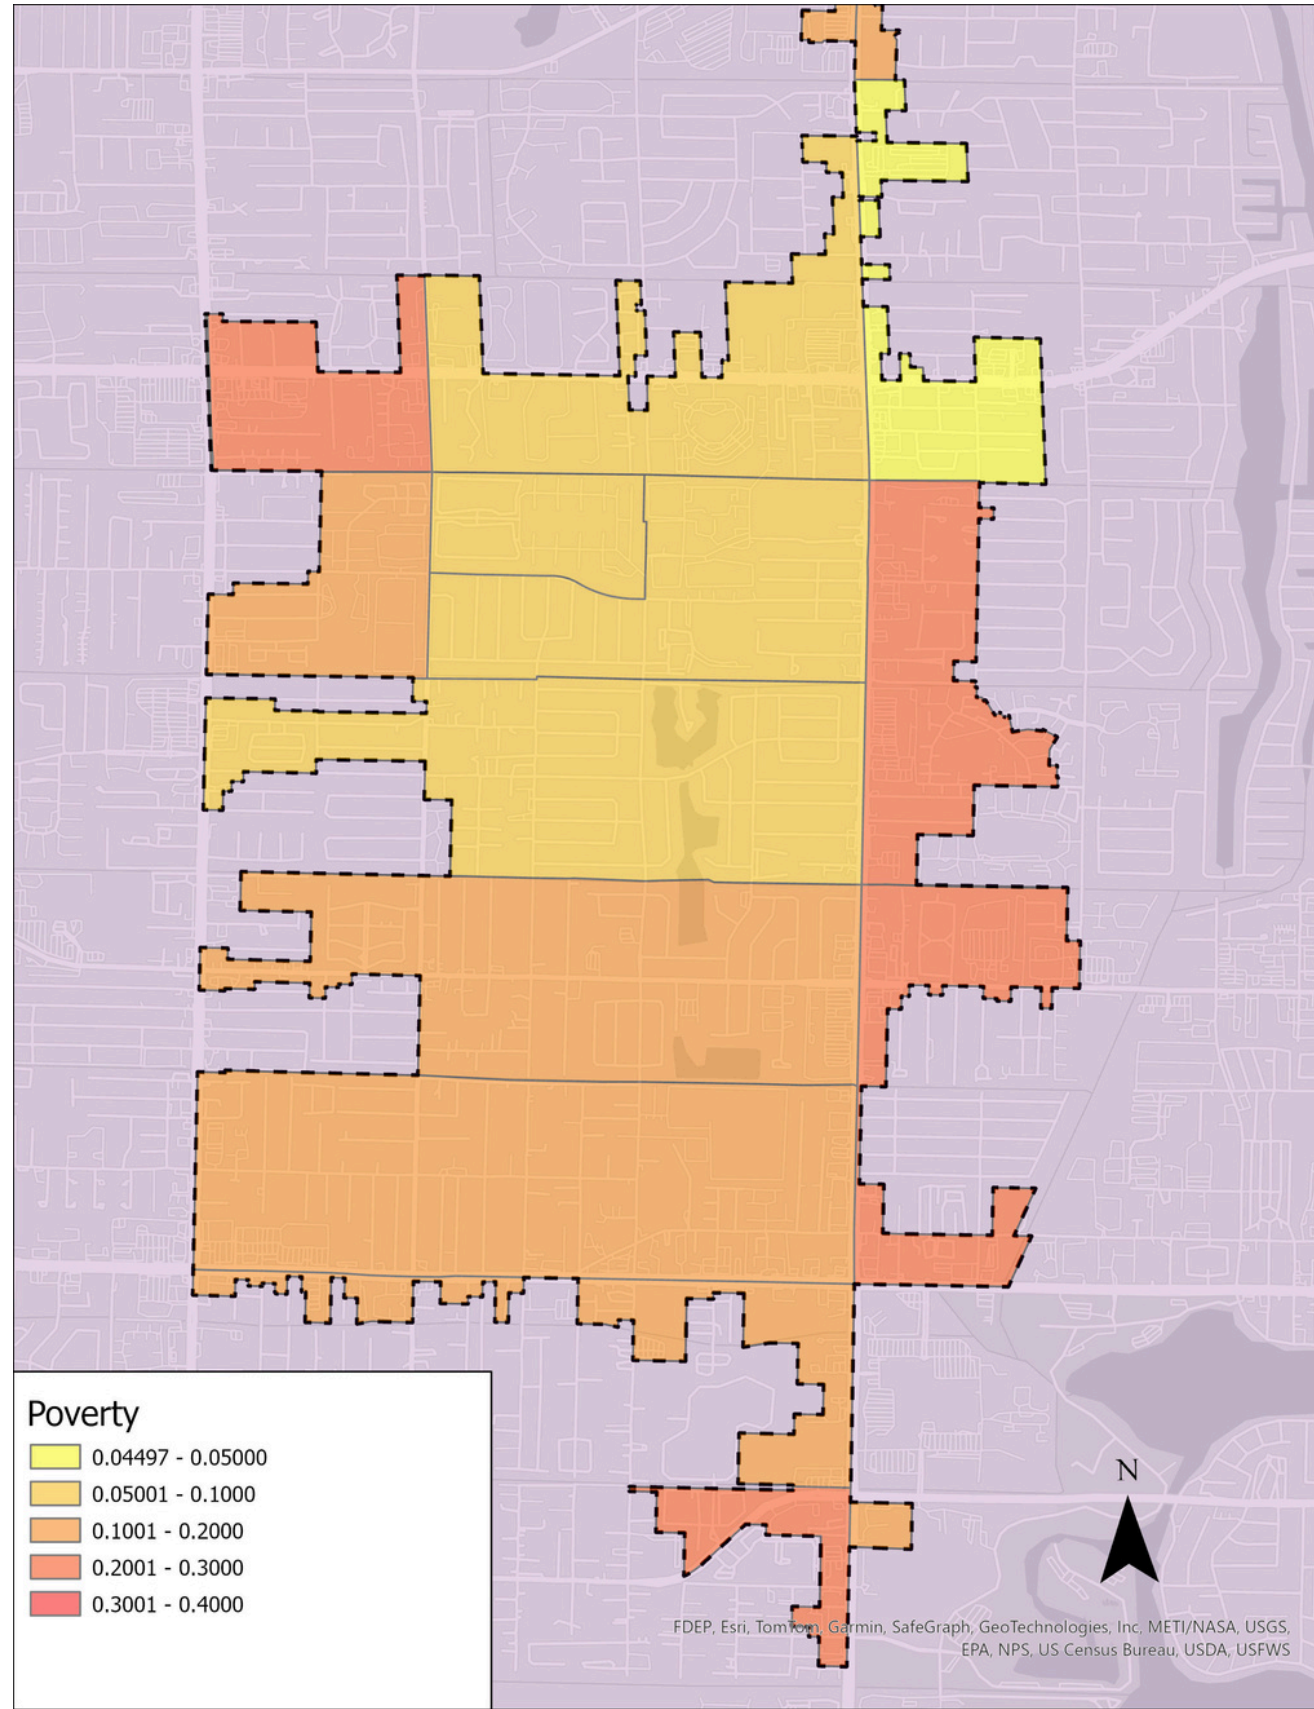 Poverty
0.04497 - 0.05000
0.05001 - 0.1000
0.1001 - 0.2000
0.2001 - 0.3000
0.3001 - 0.4000
N
FDEP, Esri, TomTom, Garmin, SafeGraph, GeoTechnologies, Inc, METI/NASA, USGS,
EPA, NPS, US Census Bureau, USDA, USFWS